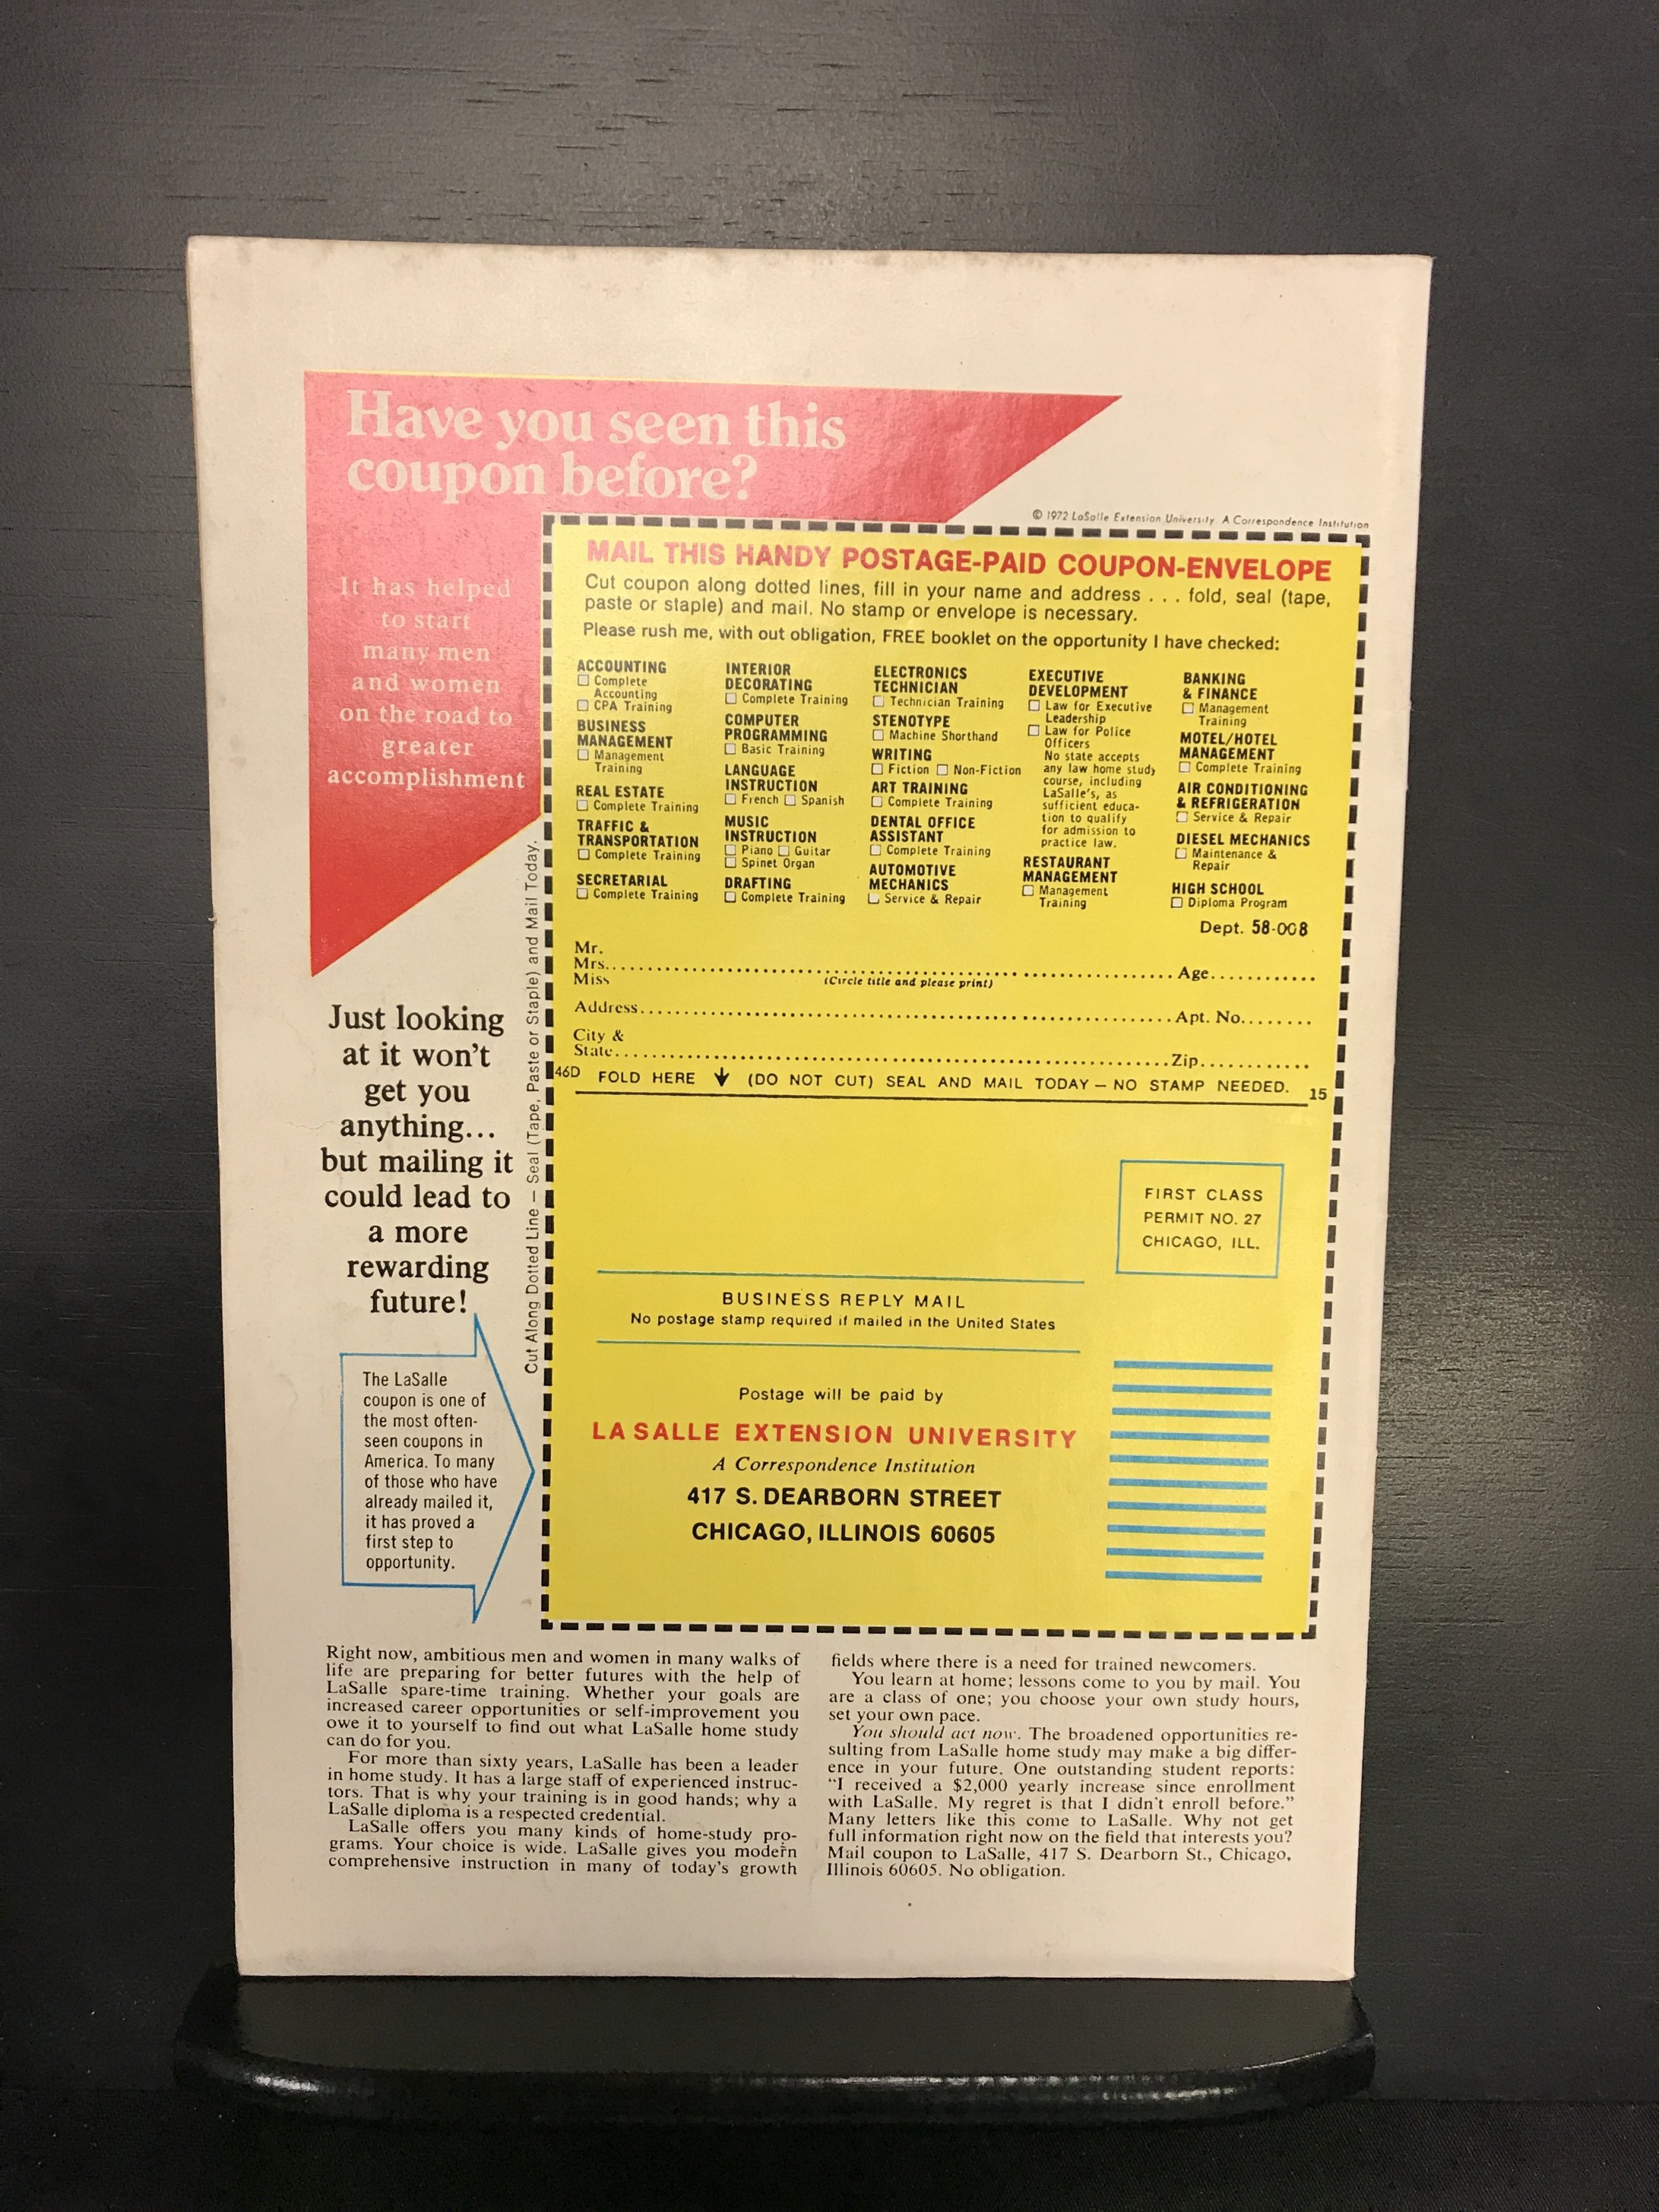 Have you seen this
coupon before?
It has helped
to start
many men
and women
on the road to
greater
accomplishment
© 1972 LaSalle Extension University. A Correspondence Institution
MAIL THIS HANDY POSTAGE-PAID COUPON-ENVELOPE
Cut coupon along dotted lines, fill in your name and address . . . fold, seal (tape,
paste or staple) and mail. No stamp or envelope is necessary.
Please rush me, with out obligation, FREE booklet on the opportunity I have checked:
ACCOUNTING
☐ Complete
Accounting
☐ CPA Training
BUSINESS
MANAGEMENT
☐ Management
Training
REAL ESTATE
☐ Complete Training
TRAFFIC &
TRANSPORTATION
☐ Complete Training
SECRETARIAL
☐ Complete Training
INTERIOR
DECORATING
☐ Complete Training
COMPUTER
PROGRAMMING
☐ Basic Training
LANGUAGE
INSTRUCTION
☐ French ☐ Spanish
MUSIC
INSTRUCTION
☐ Piano ☐ Guitar
☐ Spinet Organ
DRAFTING
☐ Complete Training
ELECTRONICS
TECHNICIAN
☐ Technician Training
STENOTYPE
☐ Machine Shorthand
WRITING
☐ Fiction ☐ Non-Fiction
ART TRAINING
☐ Complete Training
DENTAL OFFICE
ASSISTANT
☐ Complete Training
AUTOMOTIVE
MECHANICS
☐ Service & Repair
EXECUTIVE
DEVELOPMENT
☐ Law for Executive
Leadership
☐ Law for Police
Officers
No state accepts
any law home study
course, including
LaSalle's, as
sufficient educa-
tion to qualify
for admission to
practice law.
RESTAURANT
MANAGEMENT
☐ Management
Training
BANKING
& FINANCE
☐ Management
Training
MOTEL/HOTEL
MANAGEMENT
☐ Complete Training
AIR CONDITIONING
& REFRIGERATION
☐ Service & Repair
DIESEL MECHANICS
☐ Maintenance &
Repair
HIGH SCHOOL
☐ Diploma Program
Dept. 58-008
Mr.
Mrs. Age
Miss (Circle title and please print)
Address Apt. No.
City &
State Zip
46D FOLD HERE ↓ (DO NOT CUT) SEAL AND MAIL TODAY — NO STAMP NEEDED. 15
Cut Along Dotted Line — Seal (Tape, Paste or Staple) and Mail Today.
Just looking
at it won't
get you
anything...
but mailing it
could lead to
a more
rewarding
future!
The LaSalle
coupon is one of
the most often-
seen coupons in
America. To many
of those who have
already mailed it,
it has proved a
first step to
opportunity.
FIRST CLASS
PERMIT NO. 27
CHICAGO, ILL.
BUSINESS REPLY MAIL
No postage stamp required if mailed in the United States
Postage will be paid by
LA SALLE EXTENSION UNIVERSITY
A Correspondence Institution
417 S. DEARBORN STREET
CHICAGO, ILLINOIS 60605
Right now, ambitious men and women in many walks of
life are preparing for better futures with the help of
LaSalle spare-time training. Whether your goals are
increased career opportunities or self-improvement you
owe it to yourself to find out what LaSalle home study
can do for you.
For more than sixty years, LaSalle has been a leader
in home study. It has a large staff of experienced instruc-
tors. That is why your training is in good hands; why a
LaSalle diploma is a respected credential.
LaSalle offers you many kinds of home-study pro-
grams. Your choice is wide. LaSalle gives you modern
comprehensive instruction in many of today's growth
fields where there is a need for trained newcomers.
You learn at home; lessons come to you by mail. You
are a class of one; you choose your own study hours,
set your own pace.
You should act now. The broadened opportunities re-
sulting from LaSalle home study may make a big differ-
ence in your future. One outstanding student reports:
“I received a $2,000 yearly increase since enrollment
with LaSalle. My regret is that I didn't enroll before.”
Many letters like this come to LaSalle. Why not get
full information right now on the field that interests you?
Mail coupon to LaSalle, 417 S. Dearborn St., Chicago,
Illinois 60605. No obligation.